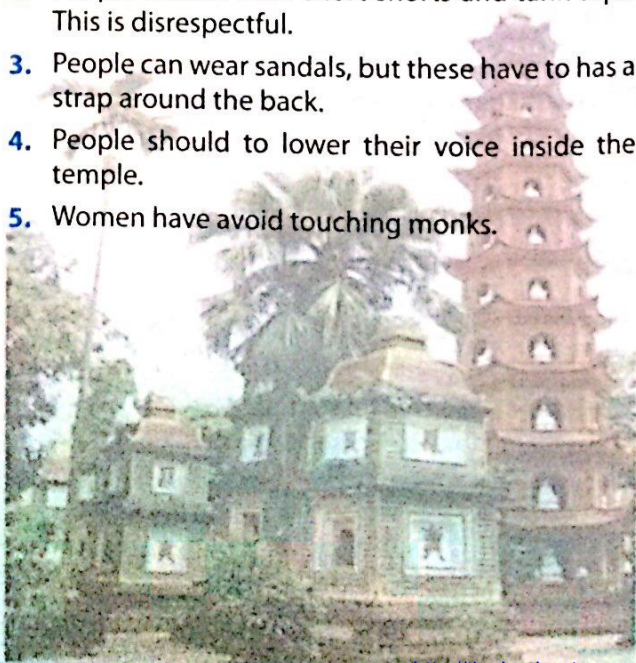 This is disrespectful.
3. People can wear sandals, but these have to has a
strap around the back.
4. People should to lower their voice inside the
temple.
5. Women have avoid touching monks.